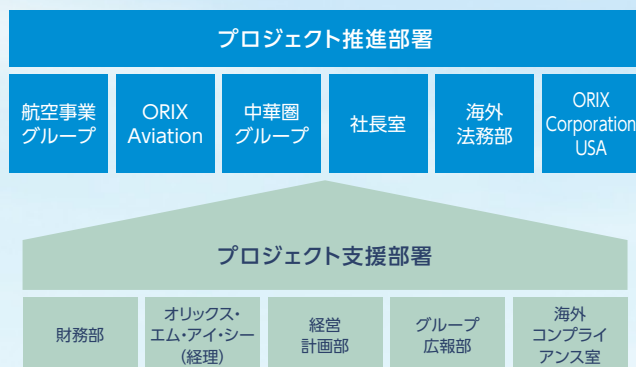 プロジェクト推進部署
航空事業
グループ
ORIX
Aviation
中華圏
グループ
社長室
海外
法務部
ORIX
Corporation
USA
プロジェクト支援部署
財務部
オリックス・
エム・アイ・シー
(経理)
経営
計画部
グループ
広報部
海外
コンプライ
アンス室